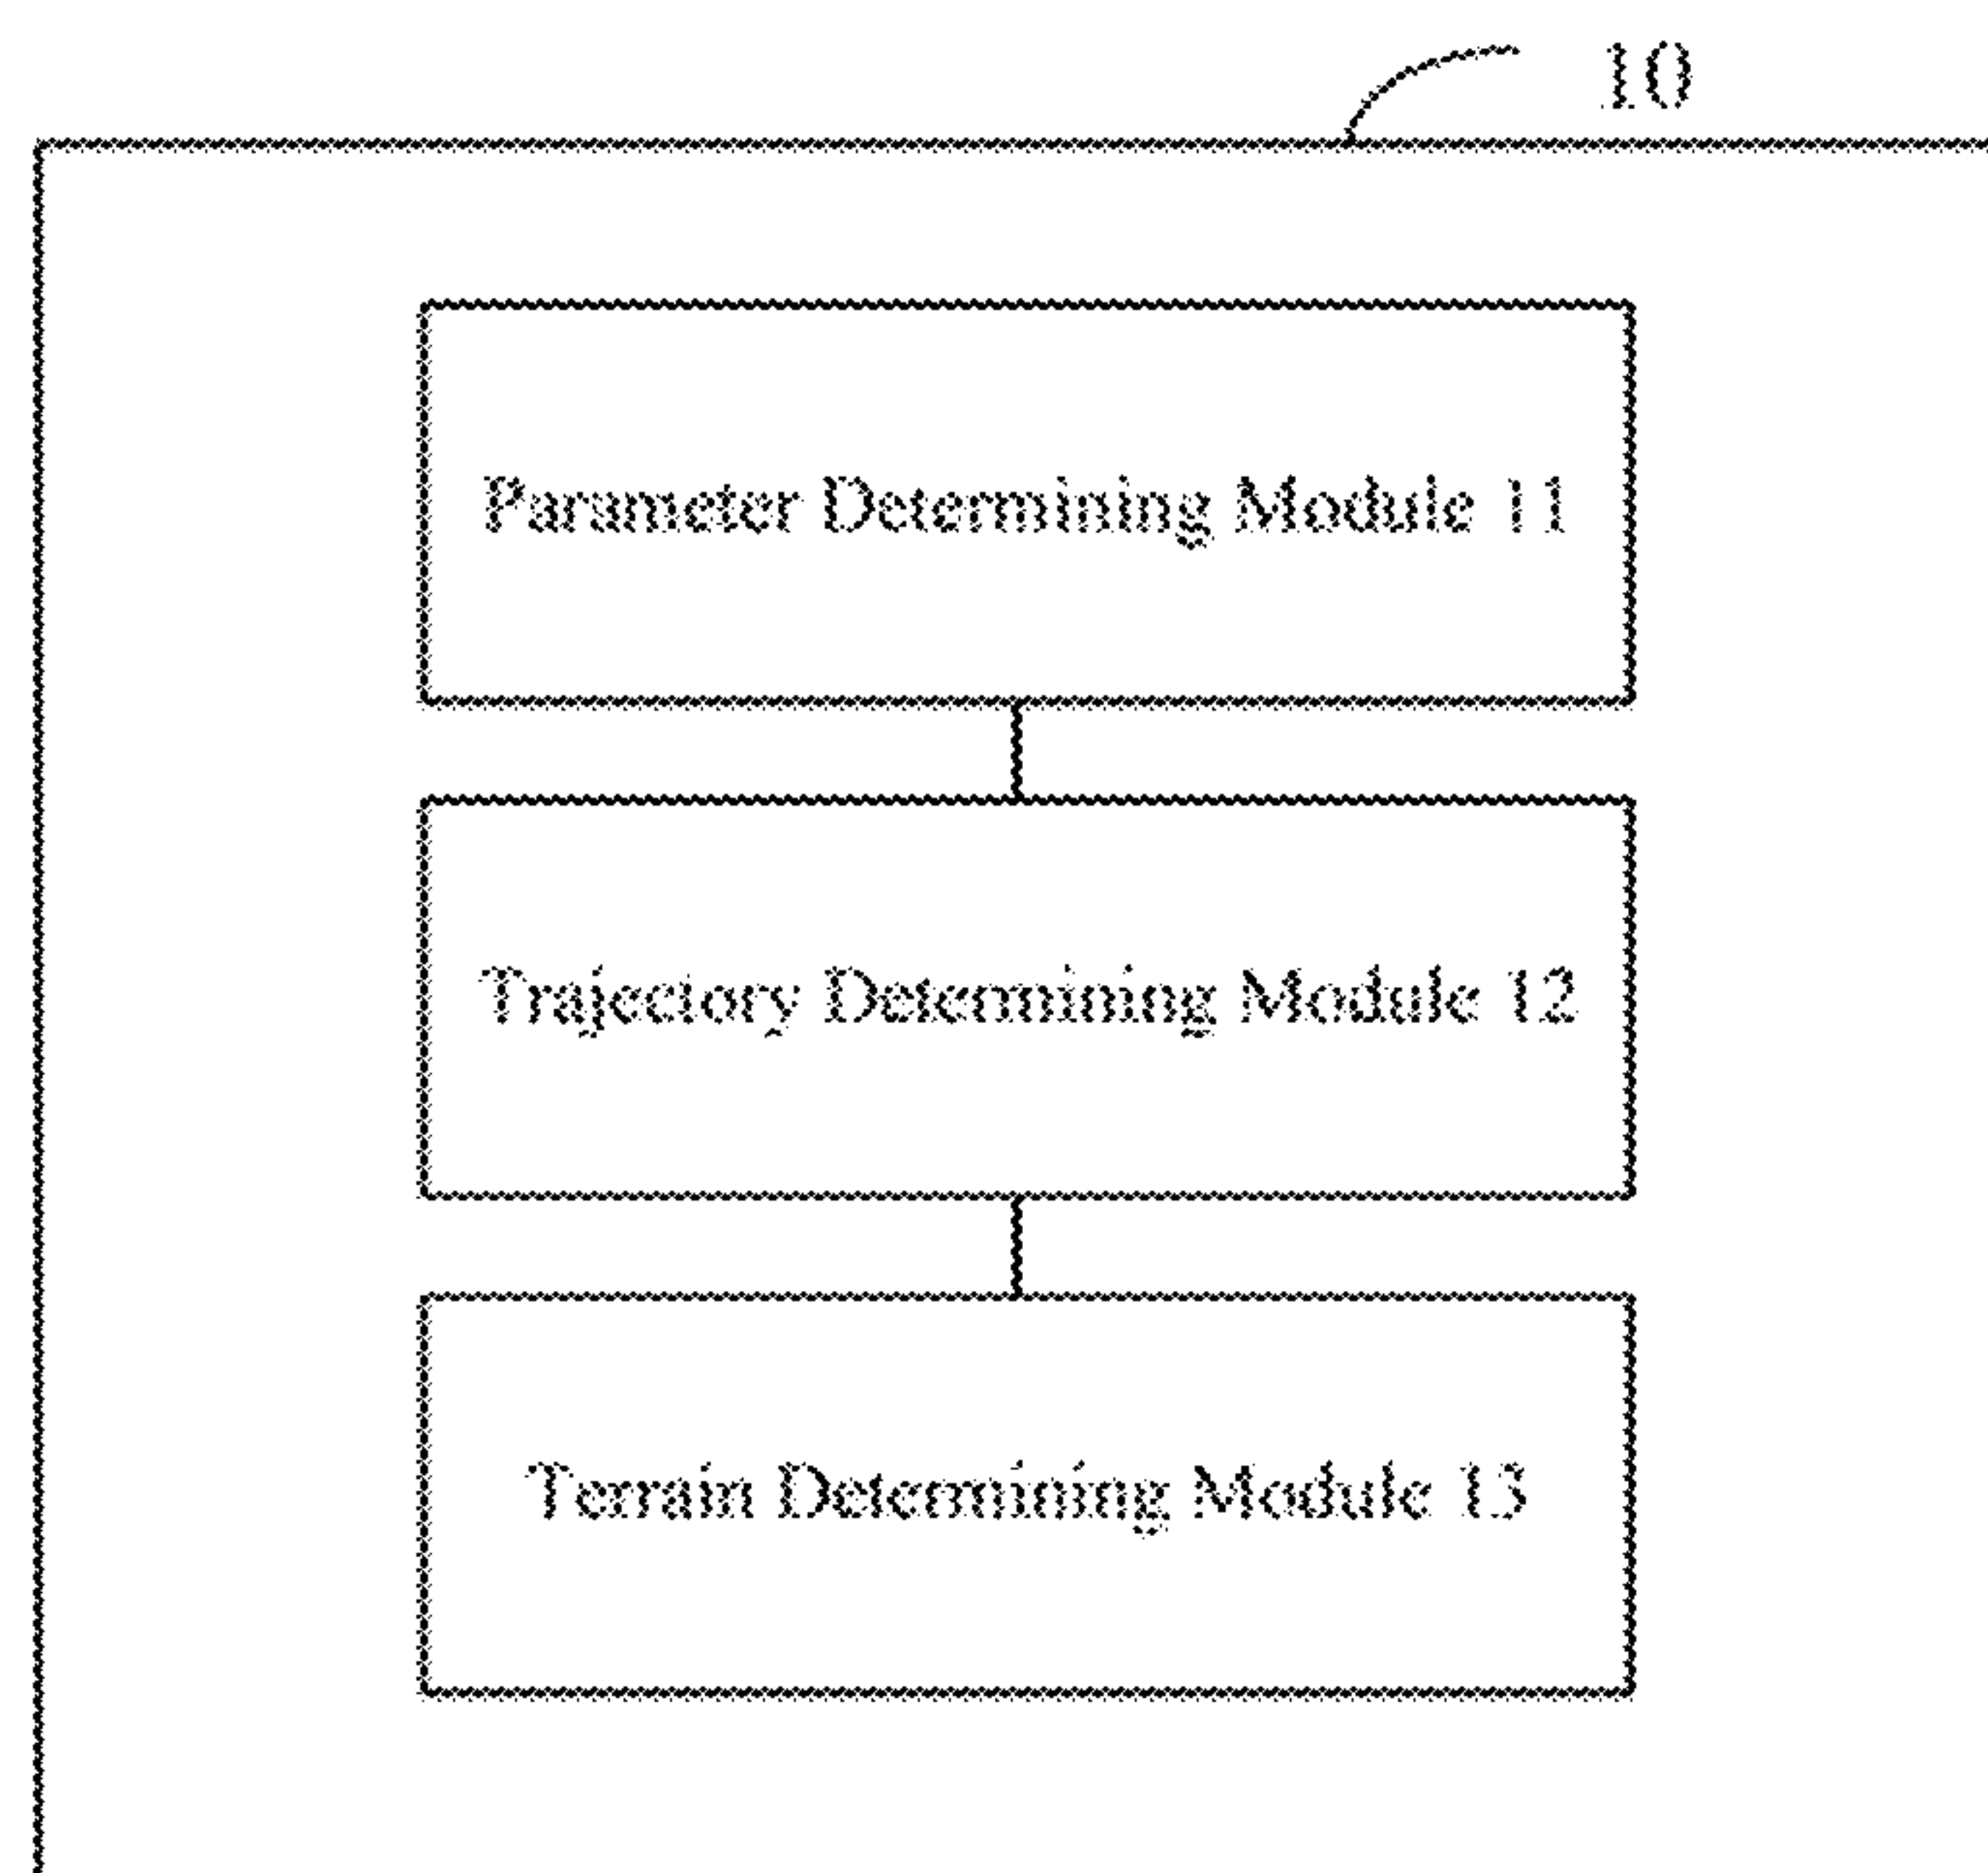 10
Parameter Determining Module 11
Trajectory Determining Module 12
Terrain Determining Module 13